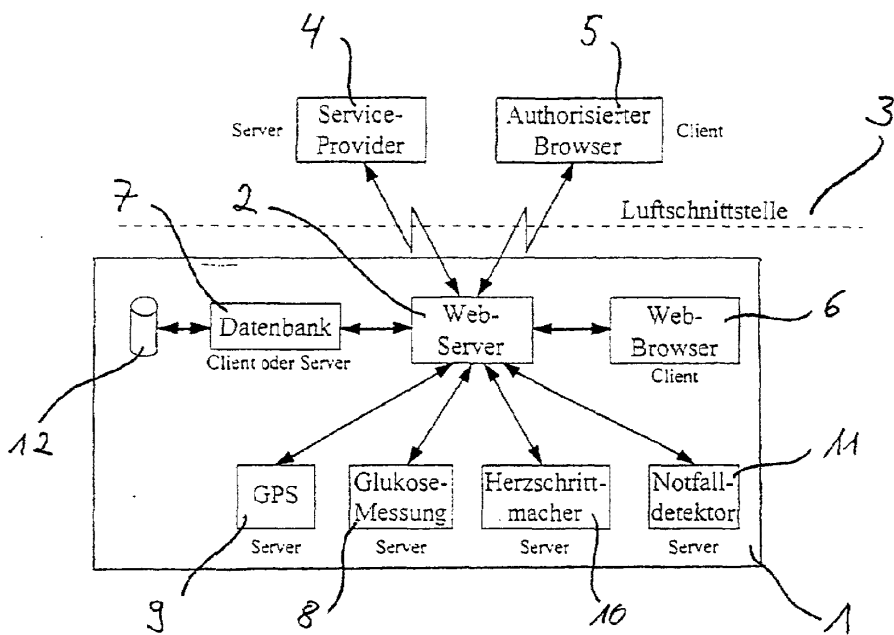 4
5
3
Service-
Provider
Server
Authorisierter
Browser
Client
7
2
Luftschnittstelle
Datenbank
Client oder Server
Web-
Server
Web-
Browser
Client
6
12
11
GPS
Server
Glukose-
Messung
Server
Herzschritt-
macher
Server
Notfall-
detektor
Server
9
8
10
1